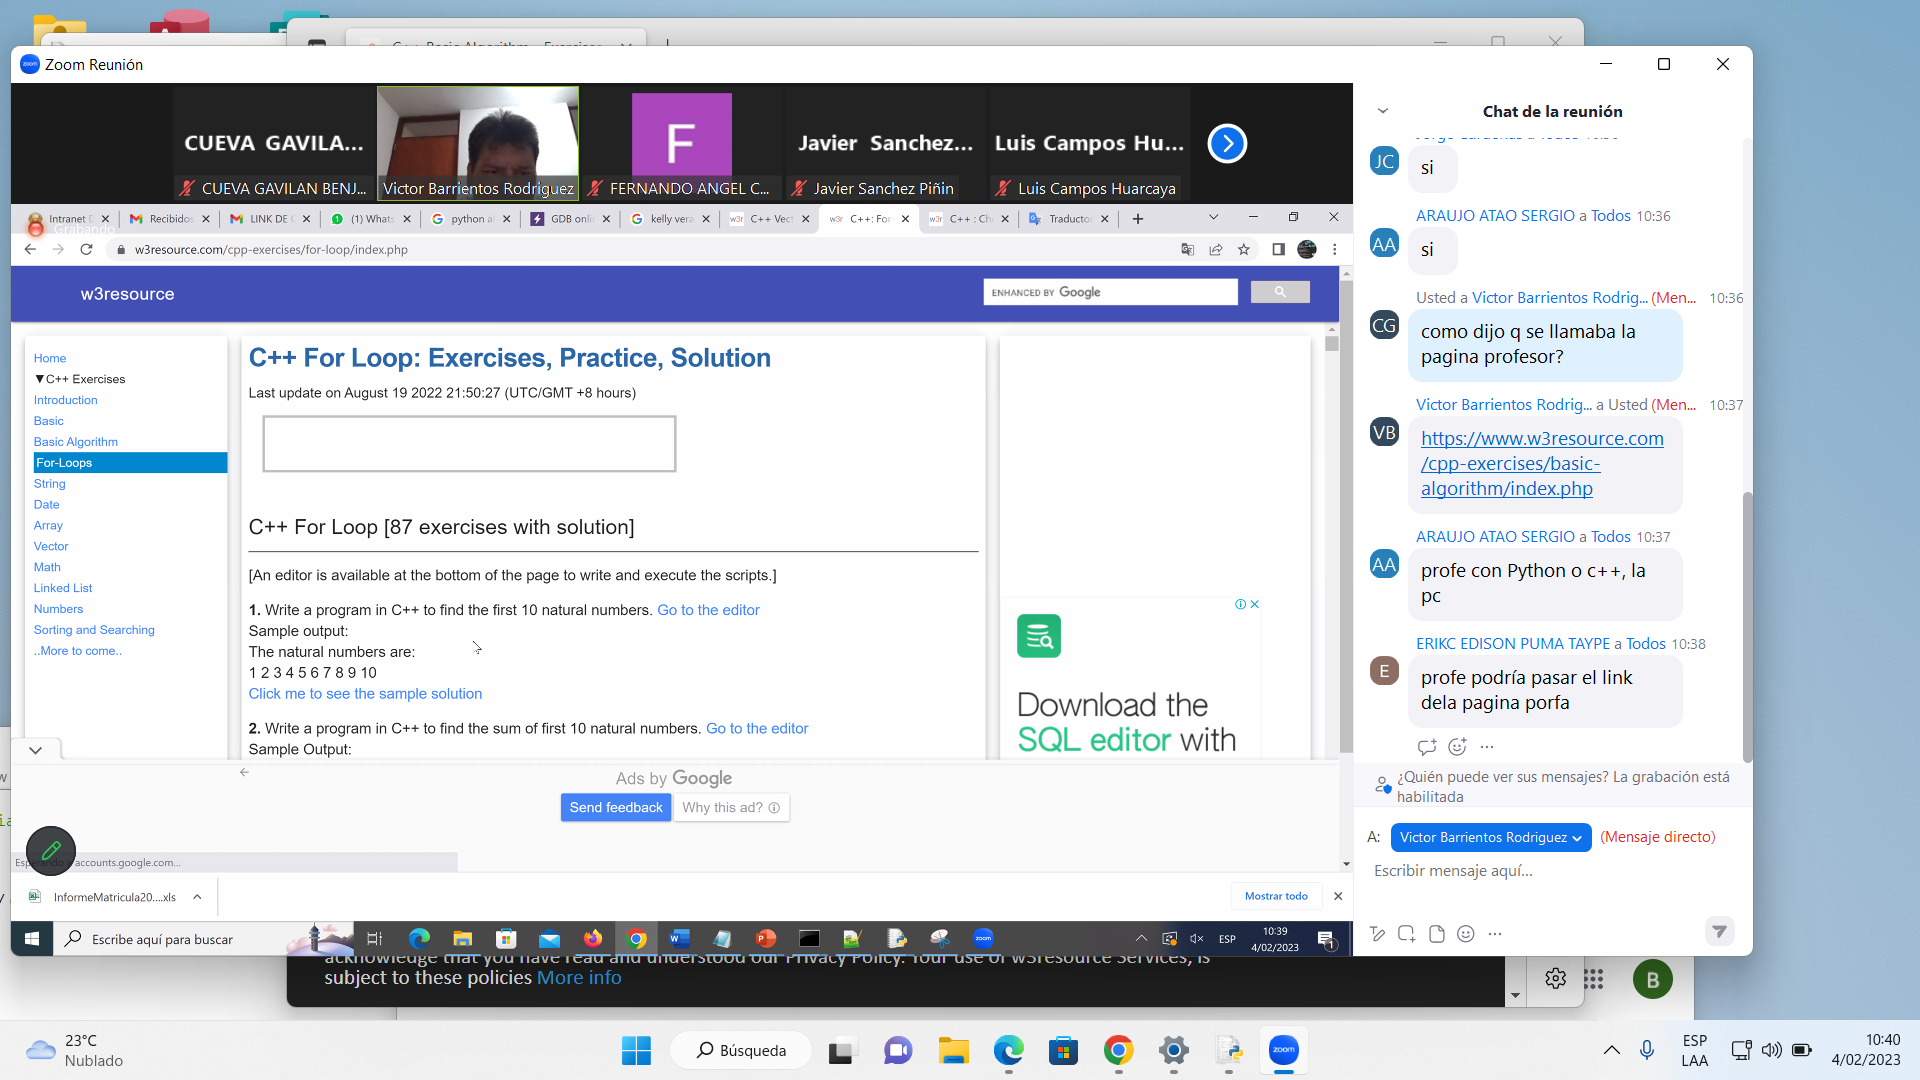 Zoom Reunión
CUEVA GAVILA...
CUEVA GAVILAN BENJ...
Victor Barrientos Rodriguez
F
FERNANDO ANGEL C...
Javier Sanchez...
Javier Sanchez Piñin
Luis Campos Hu...
Luis Campos Huarcaya
Intranet D
Recibidos
LINK DE C
(1) Whats
python al
GDB onli
kelly vera
C++ Vect
C++: For
C++ : Ch
Traducto
Grabando
w3resource.com/cpp-exercises/for-loop/index.php
w3resource
ENHANCED BY Google
Home
▼C++ Exercises
Introduction
Basic
Basic Algorithm
For-Loops
String
Date
Array
Vector
Math
Linked List
Numbers
Sorting and Searching
..More to come..
C++ For Loop: Exercises, Practice, Solution
Last update on August 19 2022 21:50:27 (UTC/GMT +8 hours)
C++ For Loop [87 exercises with solution]
[An editor is available at the bottom of the page to write and execute the scripts.]
1. Write a program in C++ to find the first 10 natural numbers. Go to the editor
Sample output:
The natural numbers are:
1 2 3 4 5 6 7 8 9 10
Click me to see the sample solution
2. Write a program in C++ to find the sum of first 10 natural numbers. Go to the editor
Sample Output:
Download the
SQL editor with
Ads by Google
Send feedback
Why this ad?
accounts.google.com...
InformeMatricula20....xls
Mostrar todo
Escribe aquí para buscar
ESP
10:39
4/02/2023
1
Chat de la reunión
JC
si
ARAUJO ATAO SERGIO a Todos 10:36
AA
si
Usted a Victor Barrientos Rodrig... (Men... 10:36
CG
como dijo q se llamaba la
pagina profesor?
Victor Barrientos Rodrig... a Usted (Men... 10:37
VB
https://www.w3resource.com
/cpp-exercises/basic-
algorithm/index.php
ARAUJO ATAO SERGIO a Todos 10:37
AA
profe con Python o c++, la
pc
ERIKC EDISON PUMA TAYPE a Todos 10:38
E
profe podría pasar el link
dela pagina porfa
¿Quién puede ver sus mensajes? La grabación está
habilitada
A: Victor Barrientos Rodriguez (Mensaje directo)
Escribir mensaje aquí...
acknowledge that you have read and understood our Privacy Policy. Your use of w3resource Services, is
subject to these policies More info
B
23°C
Nublado
Búsqueda
zoom
ESP
LAA
10:40
4/02/2023